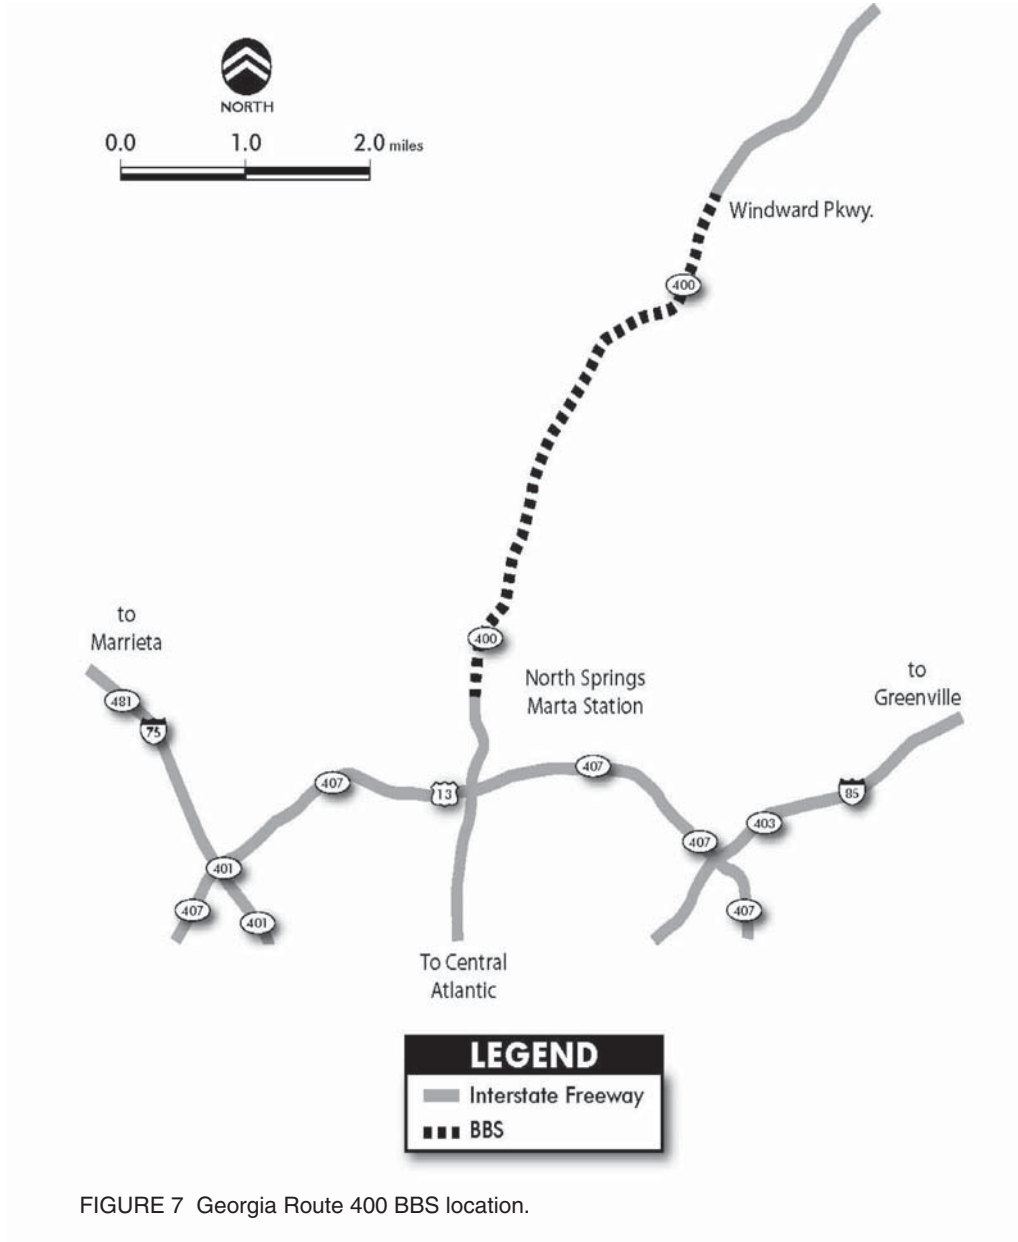 NORTH
0.0 1.0 2.0 miles
Windward Pkwy.
400
400
to
Marrieta
481
75
North Springs
Marta Station
to
Greenville
407
13
407
85
403
407
401
407
401
407
To Central
Atlantic
LEGEND
Interstate Freeway
BBS
FIGURE 7 Georgia Route 400 BBS location.